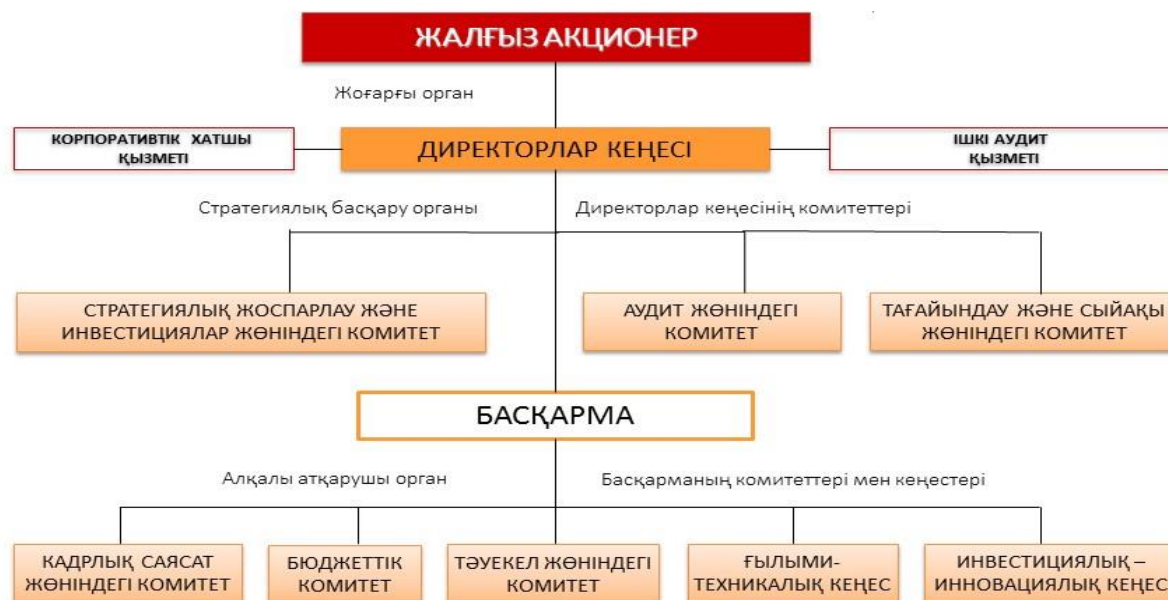 ЖАЛҒЫЗ АКЦИОНЕР
Жоғарғы орган
КОРПОРАТИВТІК ХАТШЫ
ҚЫЗМЕТІ
ДИРЕКТОРЛАР КЕҢЕСІ
ІШКІ АУДИТ
ҚЫЗМЕТІ
Стратегиялық басқару органы
Директорлар кеңесінің комитеттері
СТРАТЕГИЯЛЫҚ ЖОСПАРЛАУ ЖӘНЕ
ИНВЕСТИЦИЯЛАР ЖӨНІНДЕГІ КОМИТЕТ
АУДИТ ЖӨНІНДЕГІ
КОМИТЕТ
ТАҒАЙЫНДАУ ЖӘНЕ СЫЙАҚЫ
ЖӨНІНДЕГІ КОМИТЕТ
БАСҚАРМА
Алқалы атқарушы орган
Басқарманың комитеттері мен кеңестері
КАДРЛЫҚ САЯСАТ
ЖӨНІНДЕГІ КОМИТЕТ
БЮДЖЕТТІК
КОМИТЕТ
ТӘУЕКЕЛ ЖӨНІНДЕГІ
КОМИТЕТ
ҒЫЛЫМИ-
ТЕХНИКАЛЫҚ КЕҢЕС
ИНВЕСТИЦИЯЛЫҚ –
ИННОВАЦИЯЛЫҚ КЕҢЕС